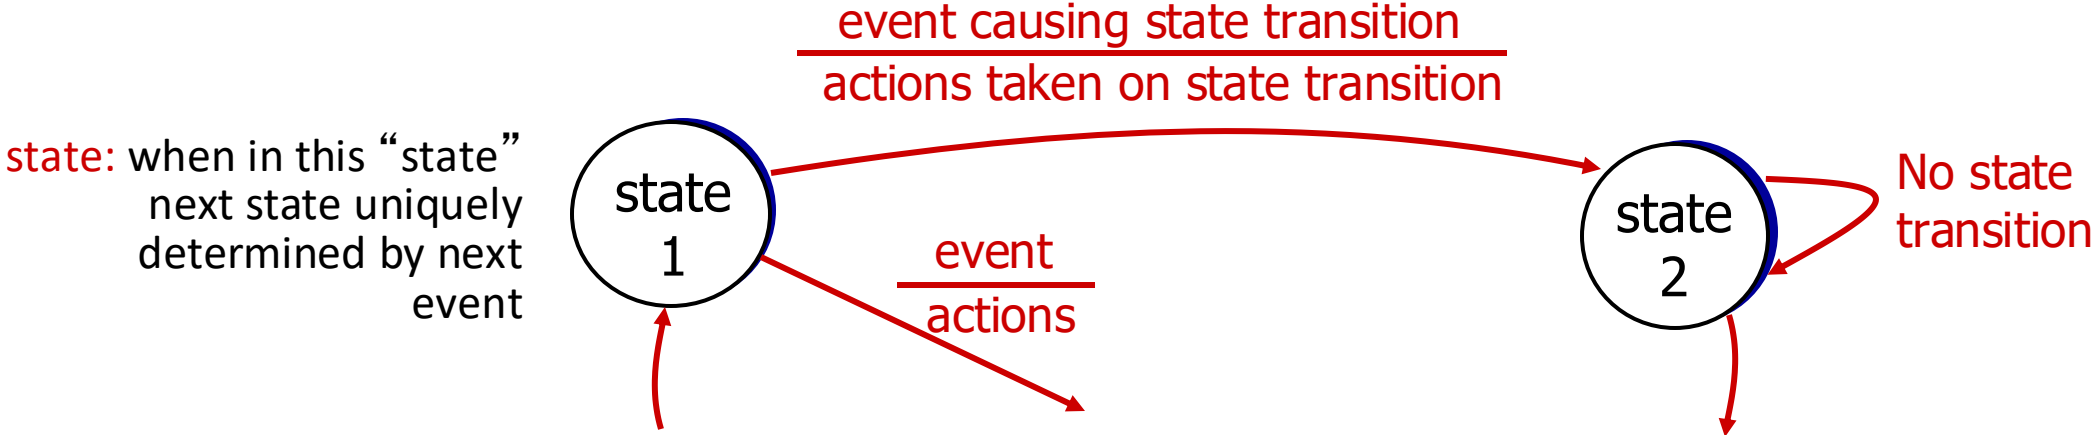 event causing state transition
actions taken on state transition
state: when in this “state”
next state uniquely
determined by next
event
state
1
event
actions
state
2
No state
transition